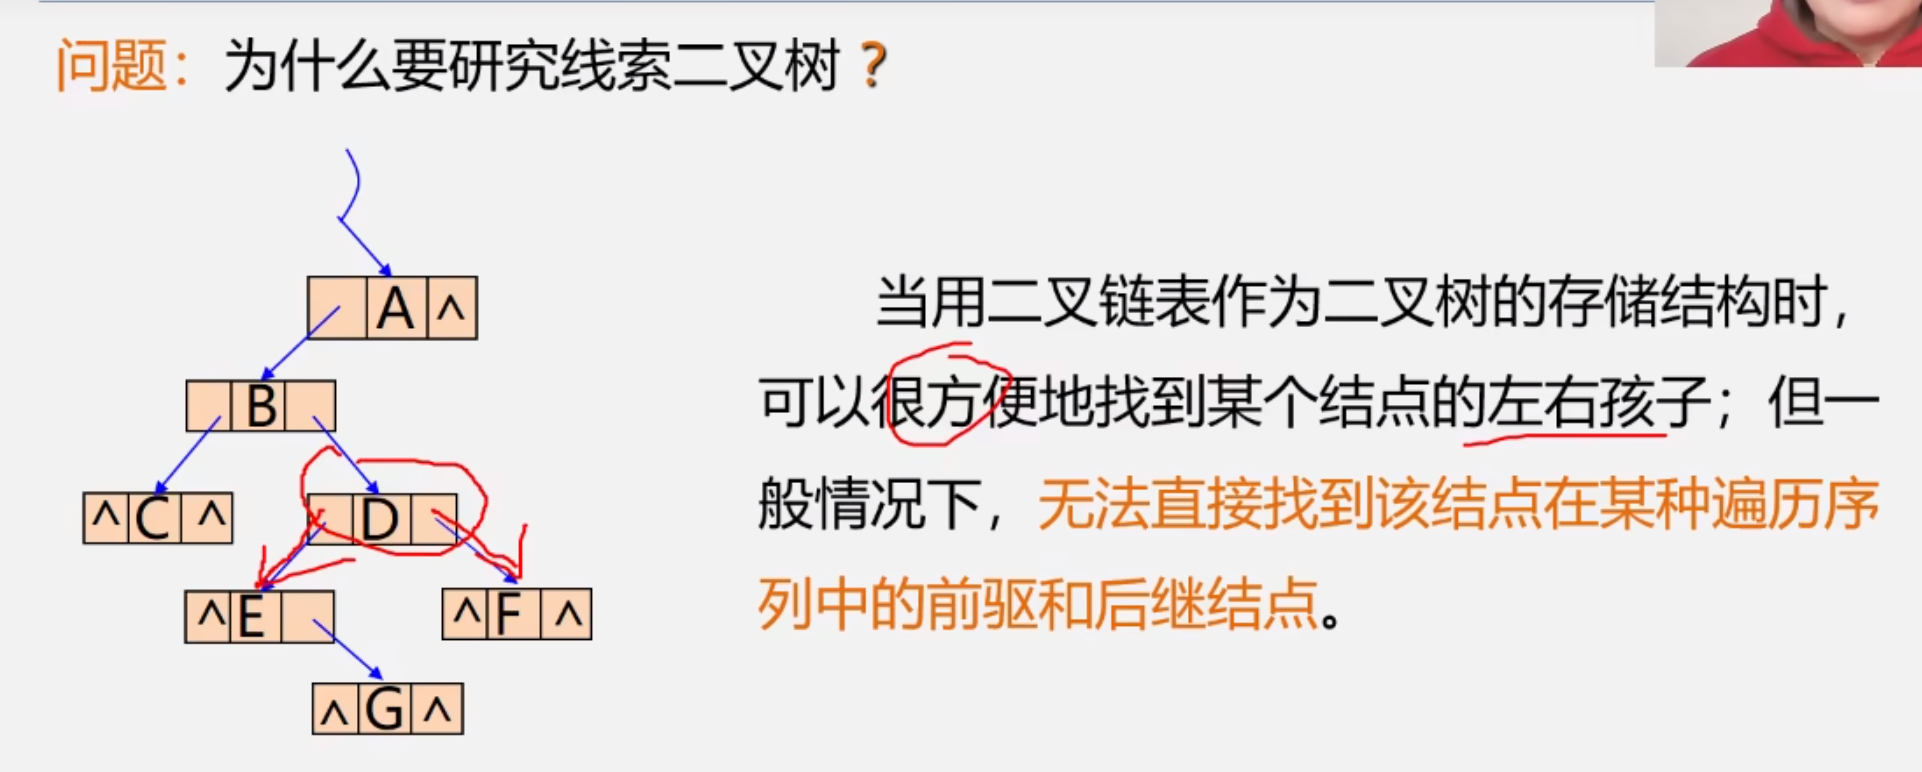 问题：为什么要研究线索二叉树？
A ^
B
^ C ^
D
^ E
^ F ^
^ G ^
当用二叉链表作为二叉树的存储结构时，
可以很方便地找到某个结点的左右孩子；但一
般情况下，无法直接找到该结点在某种遍历序
列中的前驱和后继结点。